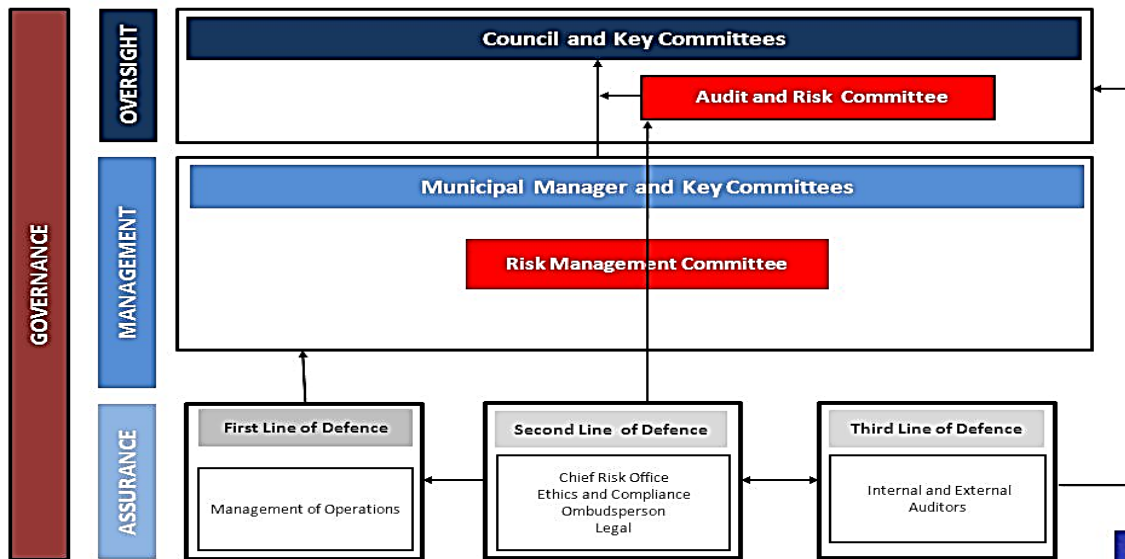 GOVERNANCE
OVERSIGHT
Council and Key Committees
Audit and Risk Committee
MANAGEMENT
Municipal Manager and Key Committees
Risk Management Committee
ASSURANCE
First Line of Defence
Management of Operations
Second Line of Defence
Chief Risk Office
Ethics and Compliance
Ombudsperson
Legal
Third Line of Defence
Internal and External
Auditors